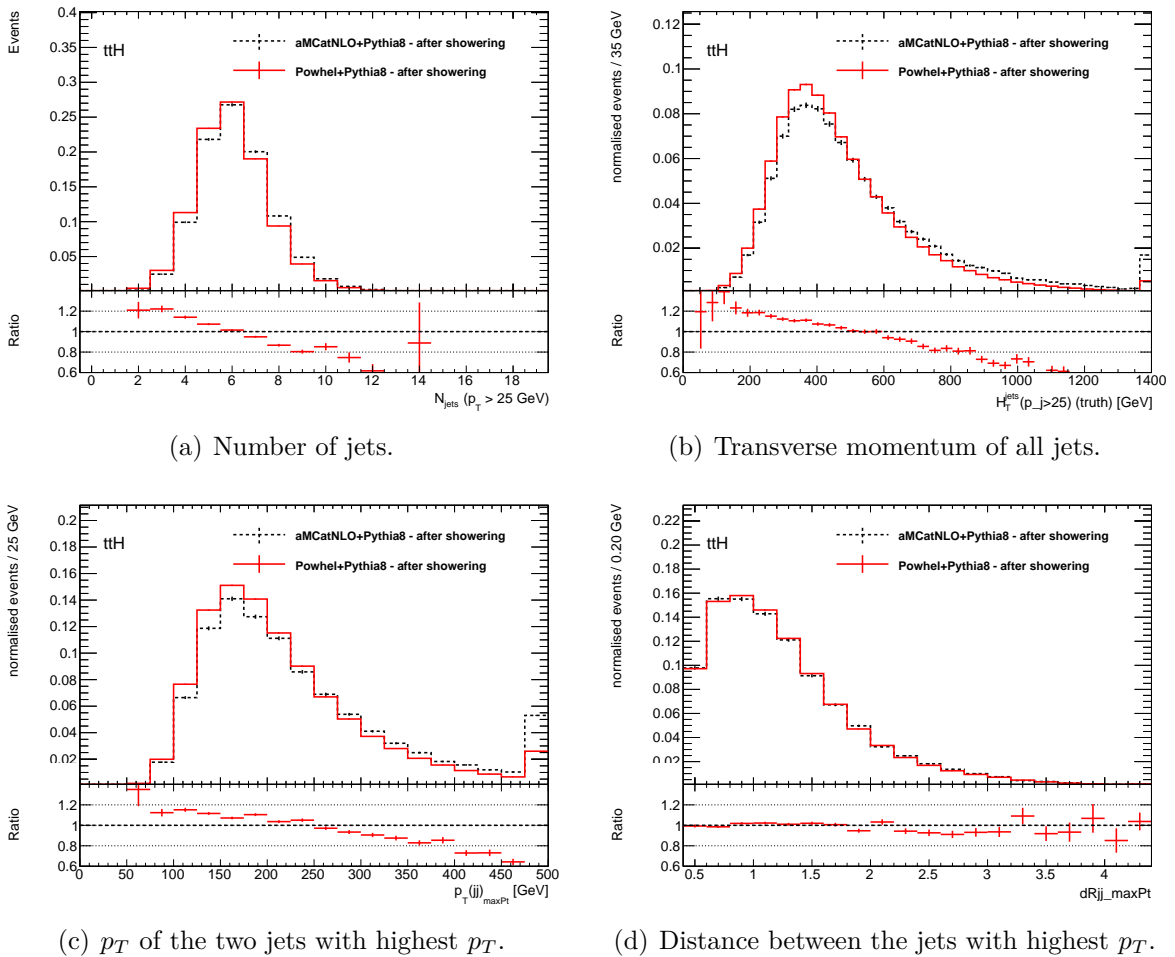 Events
0.4
0.35
0.3
0.25
0.2
0.15
0.1
0.05
ttH
aMCatNLO+Pythia8 - after showering
Powhel+Pythia8 - after showering
Ratio
1.2
1
0.8
0.6
0 2 4 6 8 10 12 14 16 18
N_jets (p_T > 25 GeV)
(a) Number of jets.
normalised events / 35 GeV
0.12
0.1
0.08
0.06
0.04
0.02
ttH
aMCatNLO+Pythia8 - after showering
Powhel+Pythia8 - after showering
Ratio
1.2
1
0.8
0.6
0 200 400 600 800 1000 1200 1400
H_T^jets(p_j>25) (truth) [GeV]
(b) Transverse momentum of all jets.
normalised events / 25 GeV
0.2
0.18
0.16
0.14
0.12
0.1
0.08
0.06
0.04
0.02
ttH
aMCatNLO+Pythia8 - after showering
Powhel+Pythia8 - after showering
Ratio
1.2
1
0.8
0.6
0 50 100 150 200 250 300 350 400 450 500
p_T(jj)_maxPt [GeV]
(c) p_T of the two jets with highest p_T.
normalised events / 0.20 GeV
0.22
0.2
0.18
0.16
0.14
0.12
0.1
0.08
0.06
0.04
0.02
ttH
aMCatNLO+Pythia8 - after showering
Powhel+Pythia8 - after showering
Ratio
1.2
1
0.8
0.6
0.5 1 1.5 2 2.5 3 3.5 4
dRjj_maxPt
(d) Distance between the jets with highest p_T.